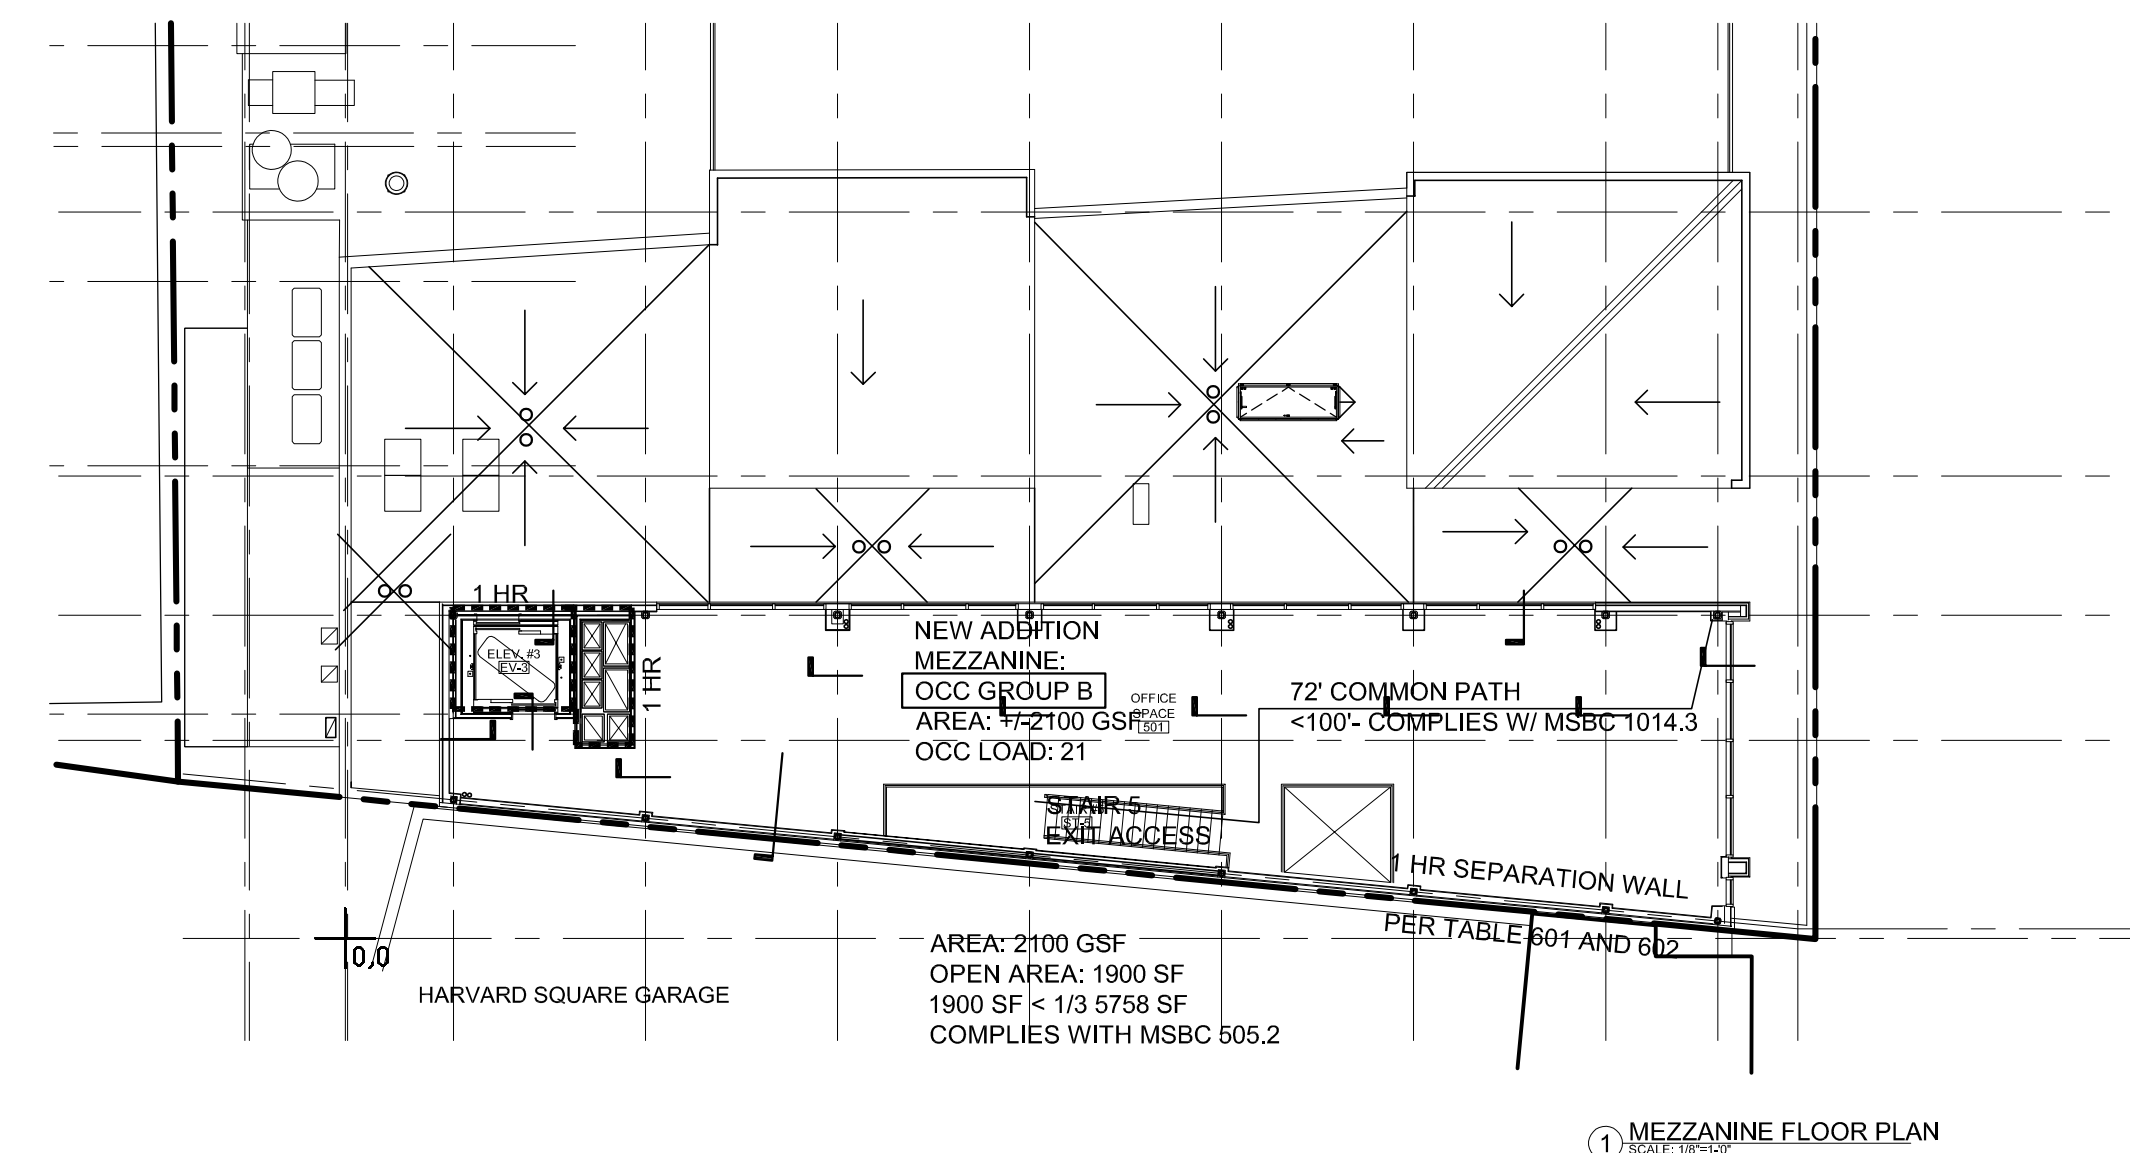 1 HR
ELEV. #3
EV-3
1 HR
NEW ADDITION
MEZZANINE:
OCC GROUP B
AREA: +/-2100 GSF
OCC LOAD: 21
OFFICE
SPACE
501
72' COMMON PATH
<100'- COMPLIES W/ MSBC 1014.3
STAIR 5
ST-5
EXIT ACCESS
1 HR SEPARATION WALL
PER TABLE 601 AND 602
0,0
HARVARD SQUARE GARAGE
AREA: 2100 GSF
OPEN AREA: 1900 SF
1900 SF < 1/3 5758 SF
COMPLIES WITH MSBC 505.2
1 MEZZANINE FLOOR PLAN
SCALE: 1/8"=1'-0"